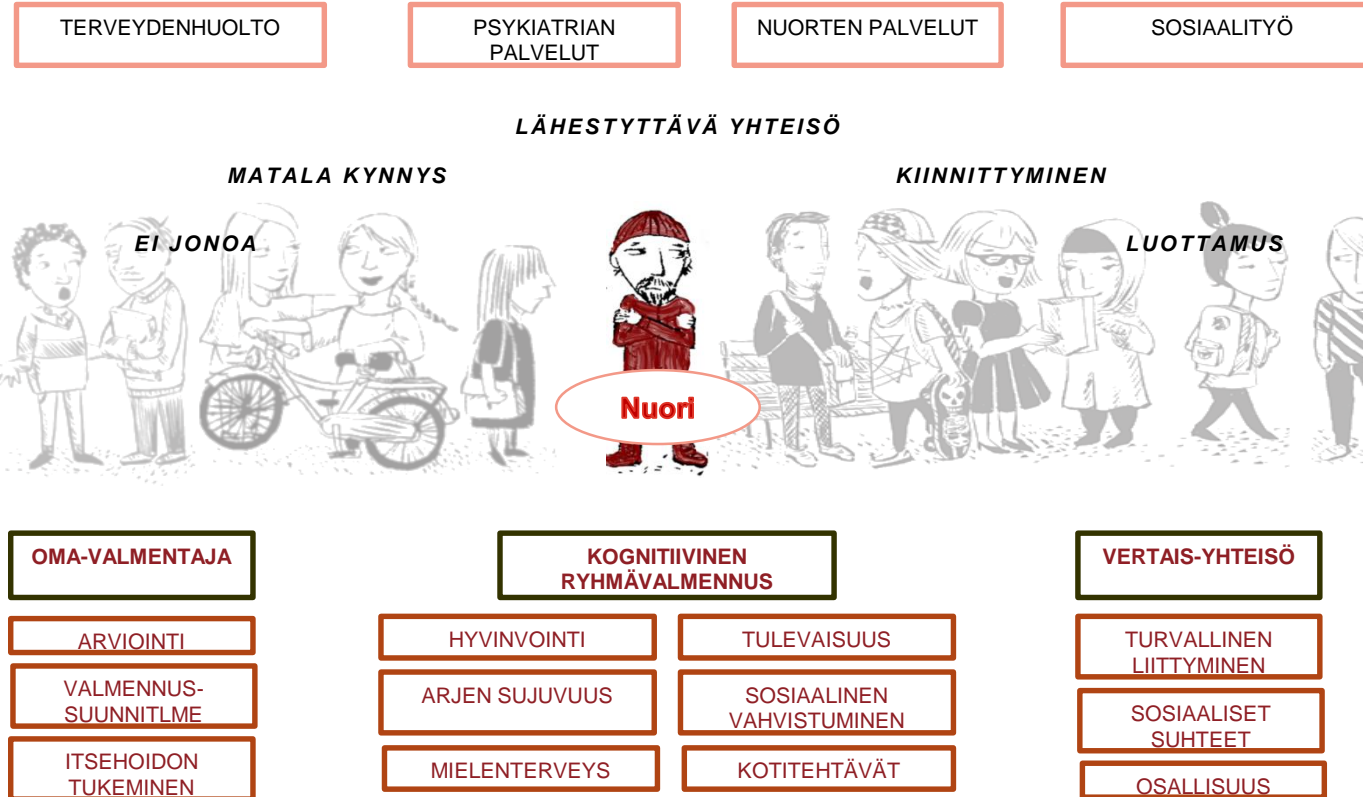 TERVEYDENHUOLTO
PSYKIATRIAN
PALVELUT
NUORTEN PALVELUT
SOSIAALITYÖ
LÄHESTYTTÄVÄ YHTEISÖ
MATALA KYNNYS
KIINNITTYMINEN
EI JONOA
LUOTTAMUS
Nuori
OMA-VALMENTAJA
ARVIOINTI
VALMENNUS-
SUUNNITLME
ITSEHOIDON
TUKEMINEN
KOGNITIIVINEN
RYHMÄVALMENNUS
HYVINVOINTI
TULEVAISUUS
ARJEN SUJUVUUS
SOSIAALINEN
VAHVISTUMINEN
MIELENTERVEYS
KOTITEHTÄVÄT
VERTAIS-YHTEISÖ
TURVALLINEN
LIITTYMINEN
SOSIAALISET
SUHTEET
OSALLISUUS